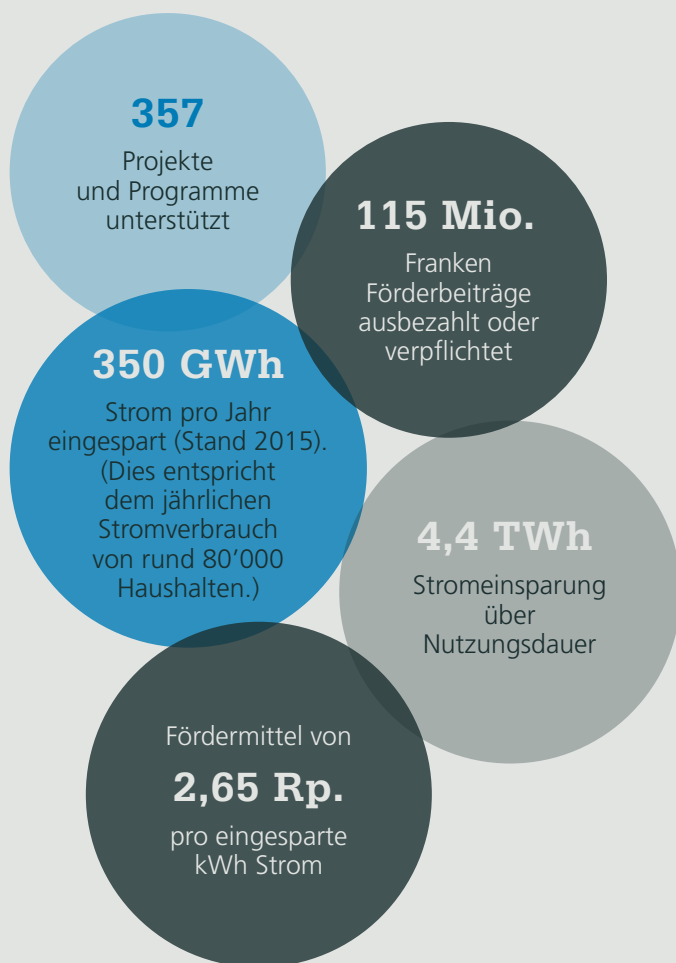 357
Projekte
und Programme
unterstützt
115 Mio.
Franken
Förderbeiträge
ausbezahlt oder
verpflichtet
350 GWh
Strom pro Jahr
eingespart (Stand 2015).
(Dies entspricht
dem jährlichen
Stromverbrauch
von rund 80’000
Haushalten.)
4,4 TWh
Stromeinsparung
über
Nutzungsdauer
Fördermittel von
2,65 Rp.
pro eingesparte
kWh Strom